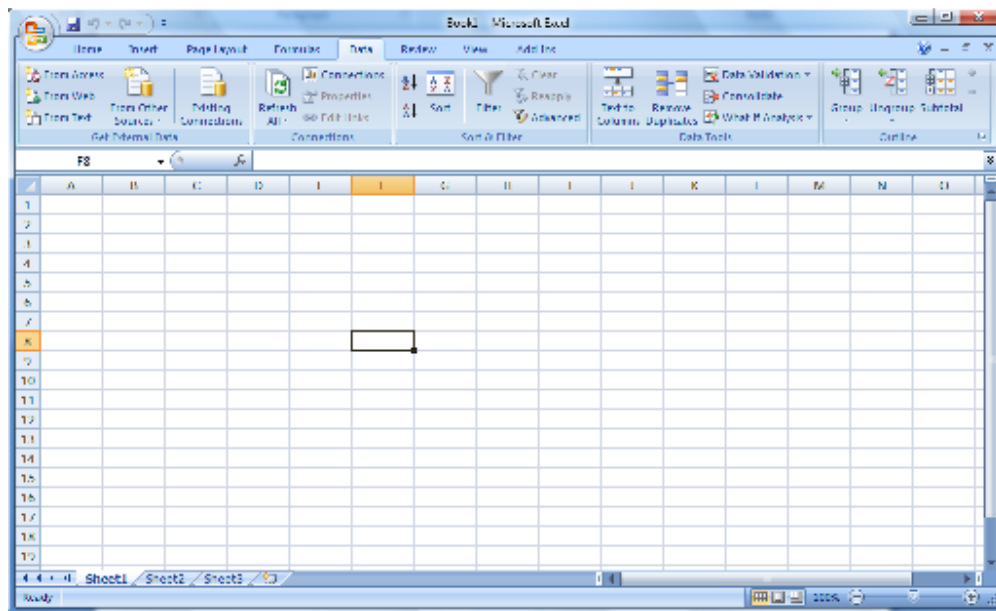 Book1 - Microsoft Excel
Home Insert Page Layout Formulas Data Review View Add-Ins
From Access
From Web
From Text
From Other Sources
Existing Connections
Get External Data
Refresh All
Connections
Properties
Edit Links
Connections
Sort
Filter
Clear
Reapply
Advanced
Sort & Filter
Text to Columns
Remove Duplicates
Data Validation
Consolidate
What-If Analysis
Data Tools
Group
Ungroup
Subtotal
Outline
F8
A B C D E F G H I J K L M N O
1
2
3
4
5
6
7
8
9
10
11
12
13
14
15
16
17
18
19
Sheet1 Sheet2 Sheet3
Ready 100%